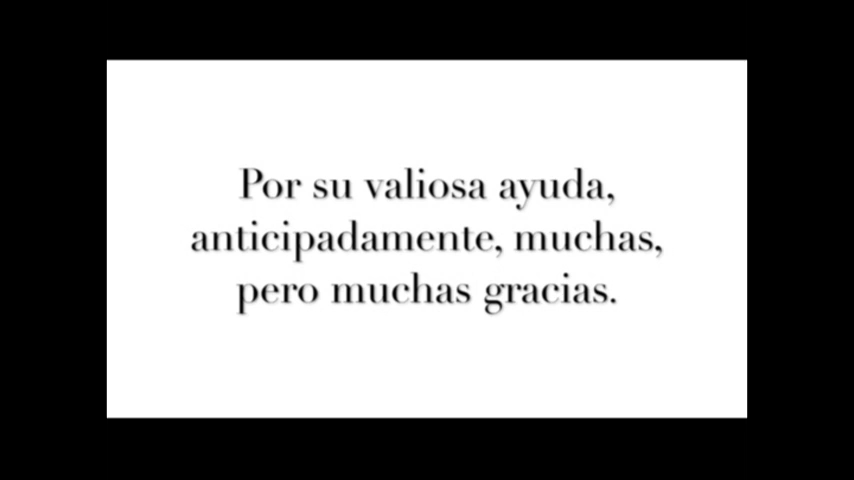 Por su valiosa ayuda,
anticipadamente, muchas,
pero muchas gracias.